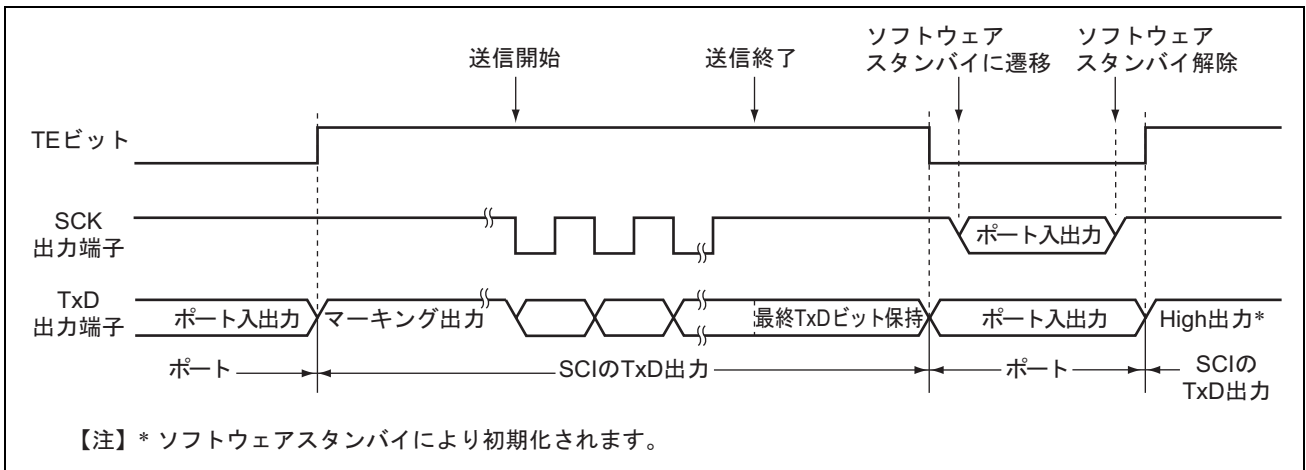 送信開始
送信終了
ソフトウェア
スタンバイに遷移
ソフトウェア
スタンバイ解除
TEビット
SCK
出力端子
ポート入出力
TxD
出力端子
ポート入出力
マーキング出力
最終TxDビット保持
ポート入出力
High出力*
ポート
SCIのTxD出力
ポート
SCIの
TxD出力
【注】* ソフトウェアスタンバイにより初期化されます。